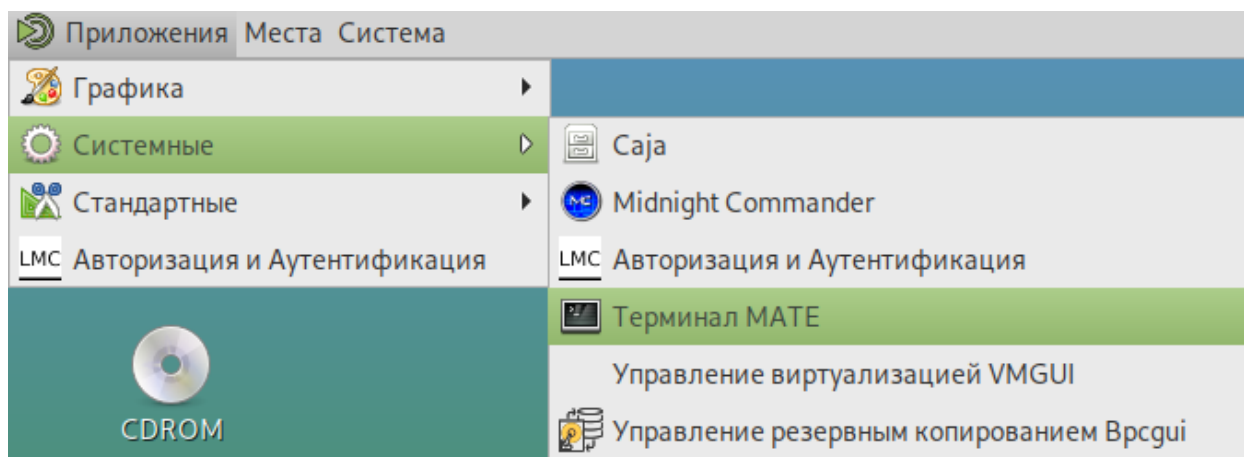 Приложения Места Система
Графика
Системные
Стандартные
LMC Авторизация и Аутентификация
CDROM
Caja
Midnight Commander
LMC Авторизация и Аутентификация
Терминал MATE
Управление виртуализацией VMGUI
Управление резервным копированием Bpcgui